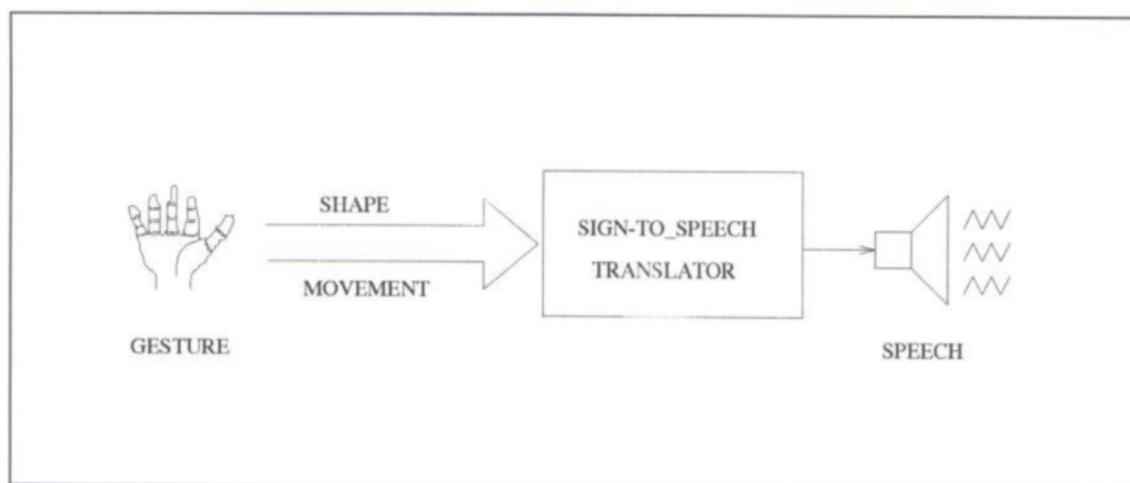 SHAPE
MOVEMENT
GESTURE
SIGN-TO_SPEECH
TRANSLATOR
SPEECH